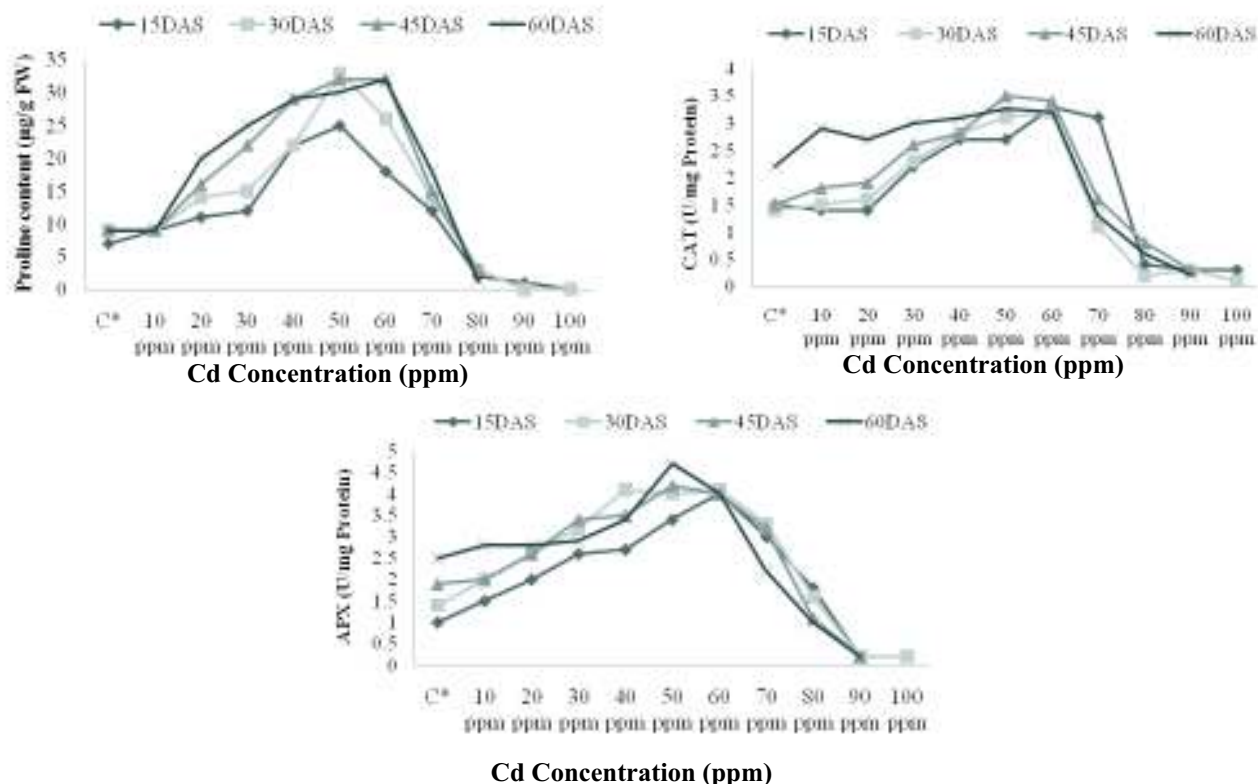 15DAS 30DAS 45DAS 60DAS
Proline content (µg/g FW)
35
30
25
20
15
10
5
0
C* 10 20 30 40 50 60 70 80 90 100
ppm ppm ppm ppm ppm ppm ppm ppm ppm ppm
Cd Concentration (ppm)
15DAS 30DAS 45DAS 60DAS
CAT (U/mg Protein)
4
3.5
3
2.5
2
1.5
1
0.5
0
C* 10 20 30 40 50 60 70 80 90 100
ppm ppm ppm ppm ppm ppm ppm ppm ppm ppm
Cd Concentration (ppm)
15DAS 30DAS 45DAS 60DAS
APX (U/mg Protein)
5
4.5
4
3.5
3
2.5
2
1.5
1
0.5
0
C* 10 20 30 40 50 60 70 80 90 100
ppm ppm ppm ppm ppm ppm ppm ppm ppm ppm
Cd Concentration (ppm)